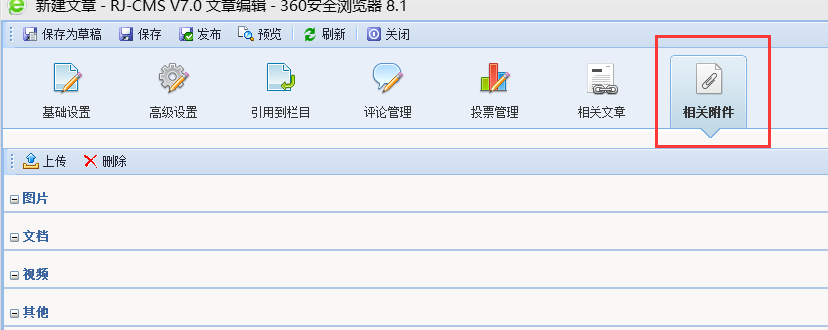 新建文章 - RJ-CMS V7.0 文章编辑 - 360安全浏览器 8.1
保存为草稿 保存 发布 预览 刷新 关闭
基础设置 高级设置 引用到栏目 评论管理 投票管理 相关文章 相关附件
上传 删除
图片
文档
视频
其他